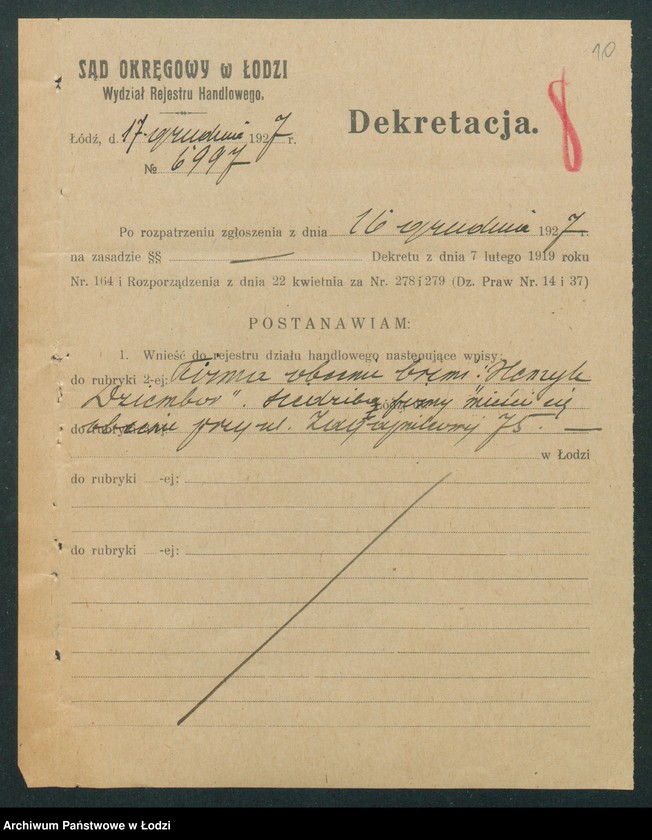 10
SĄD OKRĘGOWY w ŁODZI
Wydział Rejestru Handlowego.
Dekretacja.
8
Łódź, d. 17 grudnia 1927 r.
№ 6997
Po rozpatrzeniu zgłoszenia z dnia 16 grudnia 1927 r.
na zasadzie §§ — Dekretu z dnia 7 lutego 1919 roku
Nr. 164 i Rozporządzenia z dnia 22 kwietnia za Nr. 278 i 279 (Dz. Praw Nr. 14 i 37)
POSTANAWIAM:
1. Wnieść do rejestru działu handlowego następujące wpisy:
do rubryki 2-ej: Firma obecnie brzmi: "Henryk
Dziembor". Siedziba firmy mieści się
do rubryki obecnie przy ul. 75. —
w Łodzi
do rubryki -ej:
do rubryki -ej:
Archiwum Państwowe w Łodzi